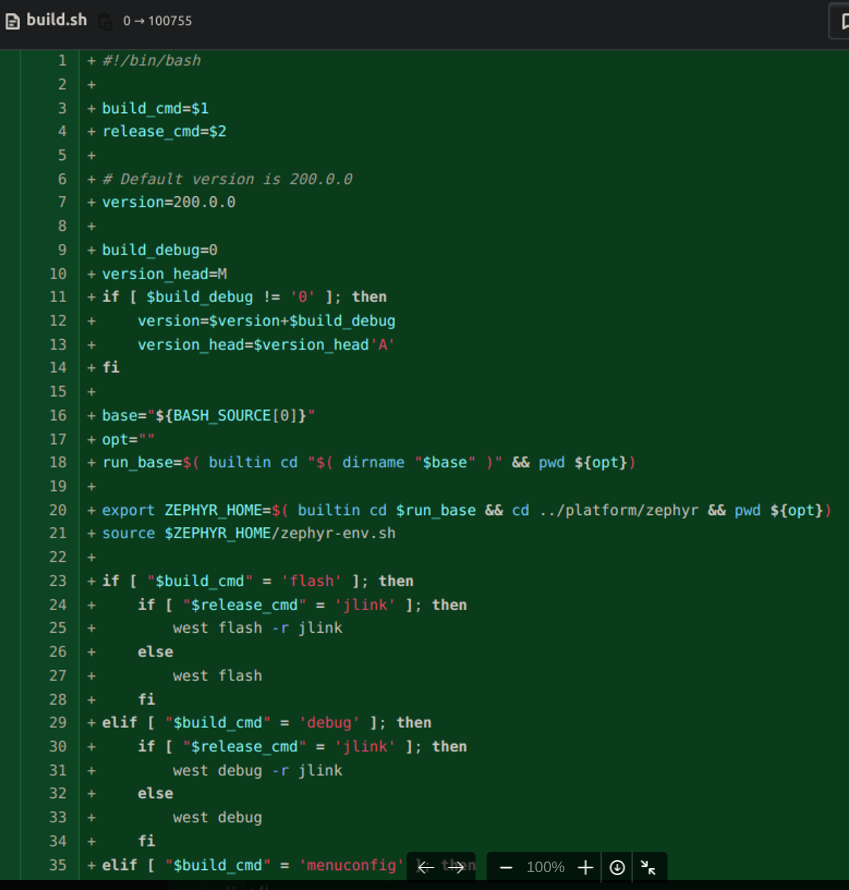 build.sh 0 → 100755
1 + #!/bin/bash
2 +
3 + build_cmd=$1
4 + release_cmd=$2
5 +
6 + # Default version is 200.0.0
7 + version=200.0.0
8 +
9 + build_debug=0
10 + version_head=M
11 + if [ $build_debug != '0' ]; then
12 +     version=$version+$build_debug
13 +     version_head=$version_head'A'
14 + fi
15 +
16 + base="${BASH_SOURCE[0]}"
17 + opt=""
18 + run_base=$( builtin cd "$( dirname "$base" )" && pwd ${opt})
19 +
20 + export ZEPHYR_HOME=$( builtin cd $run_base && cd ../platform/zephyr && pwd ${opt})
21 + source $ZEPHYR_HOME/zephyr-env.sh
22 +
23 + if [ "$build_cmd" = 'flash' ]; then
24 +     if [ "$release_cmd" = 'jlink' ]; then
25 +         west flash -r jlink
26 +     else
27 +         west flash
28 +     fi
29 + elif [ "$build_cmd" = 'debug' ]; then
30 +     if [ "$release_cmd" = 'jlink' ]; then
31 +         west debug -r jlink
32 +     else
33 +         west debug
34 +     fi
35 + elif [ "$build_cmd" = 'menuconfig' ]; then
100%